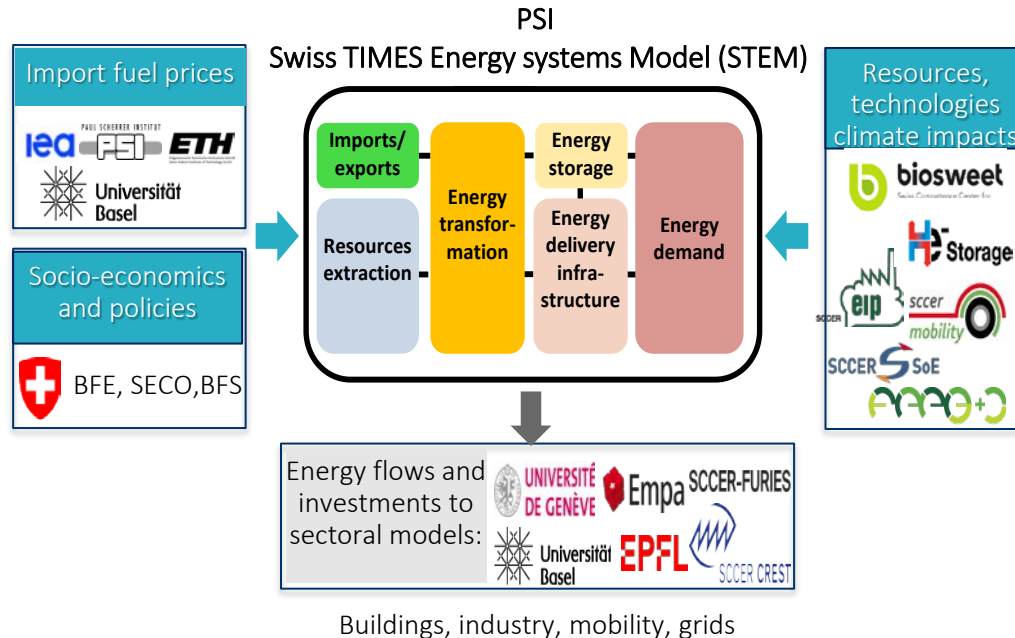 PSI
Swiss TIMES Energy systems Model (STEM)
Import fuel prices
iea
PAUL SCHERRER INSTITUT
PSI
ETH
Universität
Basel
Socio-economics
and policies
BFE, SECO,BFS
Imports/
exports
Resources
extraction
Energy
transfor-
mation
Energy
storage
Energy
delivery
infra-
structure
Energy
demand
Resources,
technologies
climate impacts
biosweet
e-
Storage
SCCER
eip
sccer
mobility
SCCER
SoE
Energy flows and
investments to
sectoral models:
UNIVERSITÉ
DE GENÈVE
Empa
SCCER-FURIES
Universität
Basel
EPFL
SCCER CREST
Buildings, industry, mobility, grids